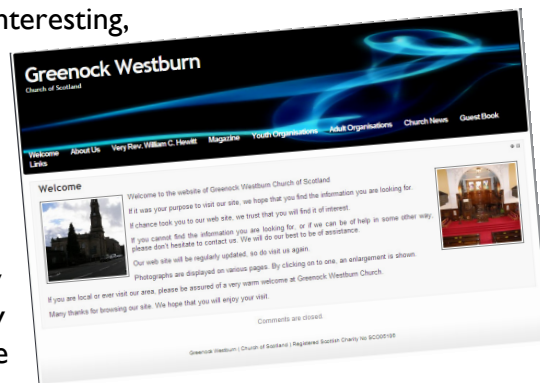 nteresting,
Greenock Westburn
Church of Scotland
Welcome About Us Very Rev. William C. Hewitt Magazine Youth Organisations Adult Organisations Church News Guest Book
Links
Welcome
Welcome to the website of Greenock Westburn Church of Scotland
If it was your purpose to visit our site, we hope that you find the information you are looking for.
If chance took you to our web site, we trust that you will find it of interest.
If you cannot find the information you are looking for, or if we can be of help in some other way,
please don't hesitate to contact us. We will do our best to be of assistance.
Our web site will be regularly updated, so do visit us again.
Photographs are displayed on various pages. By clicking on to one, an enlargement is shown.
If you are local or ever visit our area, please be assured of a very warm welcome at Greenock Westburn Church.
Many thanks for browsing our site. We hope that you will enjoy your visit.
Comments are closed.
Greenock Westburn | Church of Scotland | Registered Scottish Charity No SC005106
y
e